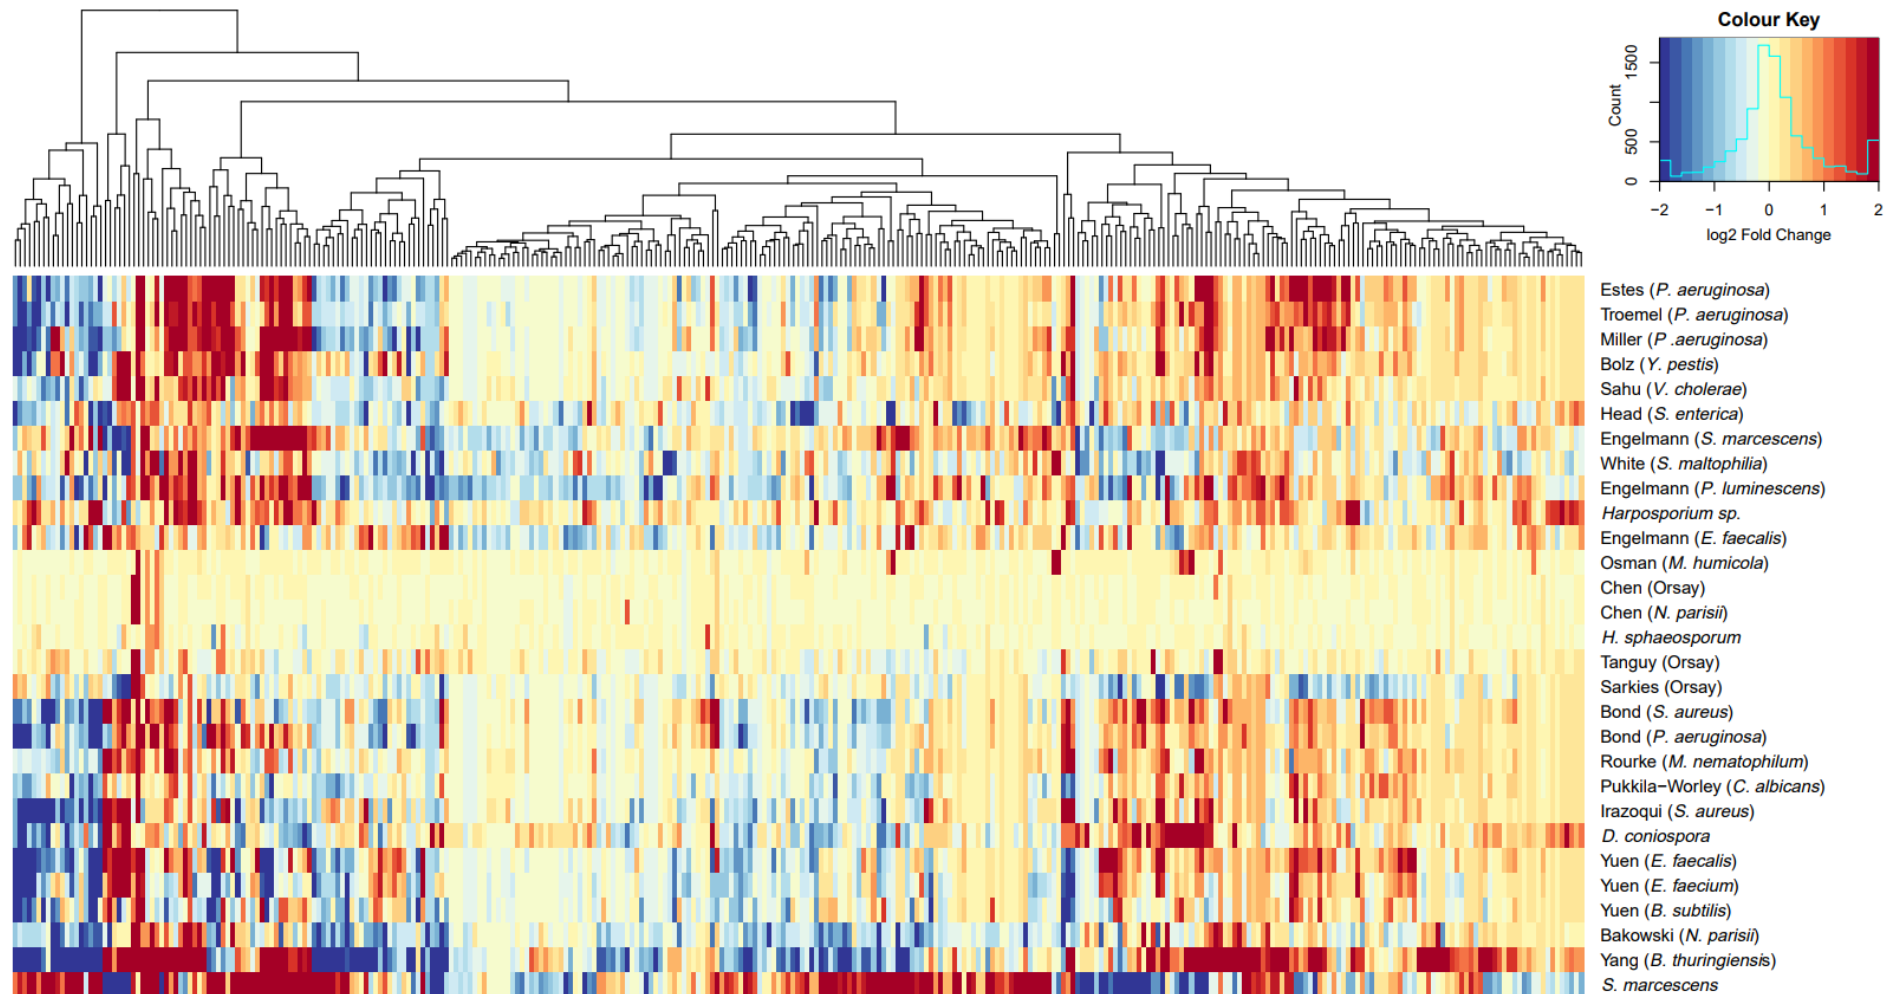 Colour Key
Count
0
500
1500
−2 −1 0 1 2
log2 Fold Change
Estes (P. aeruginosa)
Troemel (P. aeruginosa)
Miller (P .aeruginosa)
Bolz (Y. pestis)
Sahu (V. cholerae)
Head (S. enterica)
Engelmann (S. marcescens)
White (S. maltophilia)
Engelmann (P. luminescens)
Harposporium sp.
Engelmann (E. faecalis)
Osman (M. humicola)
Chen (Orsay)
Chen (N. parisii)
H. sphaeosporum
Tanguy (Orsay)
Sarkies (Orsay)
Bond (S. aureus)
Bond (P. aeruginosa)
Rourke (M. nematophilum)
Pukkila−Worley (C. albicans)
Irazoqui (S. aureus)
D. coniospora
Yuen (E. faecalis)
Yuen (E. faecium)
Yuen (B. subtilis)
Bakowski (N. parisii)
Yang (B. thuringiensis)
S. marcescens